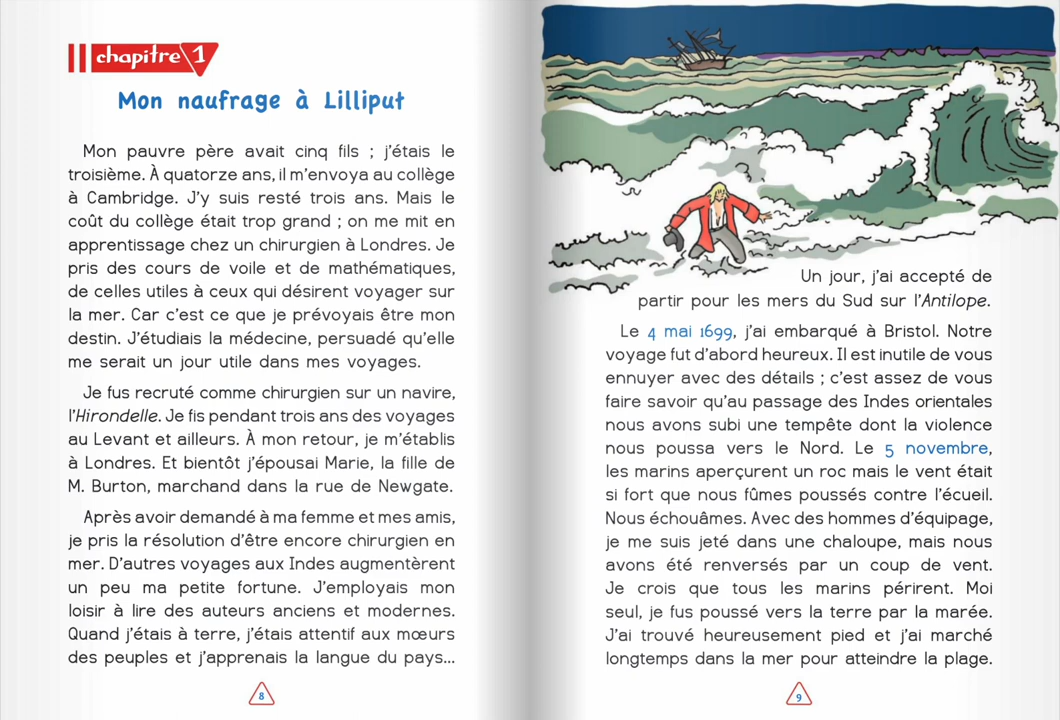 chapitre 1
Mon naufrage à Lilliput
Mon pauvre père avait cinq fils ; j'étais le
troisième. À quatorze ans, il m'envoya au collège
à Cambridge. J'y suis resté trois ans. Mais le
coût du collège était trop grand ; on me mit en
apprentissage chez un chirurgien à Londres. Je
pris des cours de voile et de mathématiques,
de celles utiles à ceux qui désirent voyager sur
la mer. Car c'est ce que je prévoyais être mon
destin. J'étudiais la médecine, persuadé qu'elle
me serait un jour utile dans mes voyages.
Je fus recruté comme chirurgien sur un navire,
l'Hirondelle. Je fis pendant trois ans des voyages
au Levant et ailleurs. À mon retour, je m'établis
à Londres. Et bientôt j'épousai Marie, la fille de
M. Burton, marchand dans la rue de Newgate.
Après avoir demandé à ma femme et mes amis,
je pris la résolution d'être encore chirurgien en
mer. D'autres voyages aux Indes augmentèrent
un peu ma petite fortune. J'employais mon
loisir à lire des auteurs anciens et modernes.
Quand j'étais à terre, j'étais attentif aux mœurs
des peuples et j'apprenais la langue du pays...
8
Un jour, j'ai accepté de
partir pour les mers du Sud sur l'Antilope.
Le 4 mai 1699, j'ai embarqué à Bristol. Notre
voyage fut d'abord heureux. Il est inutile de vous
ennuyer avec des détails ; c'est assez de vous
faire savoir qu'au passage des Indes orientales
nous avons subi une tempête dont la violence
nous poussa vers le Nord. Le 5 novembre,
les marins aperçurent un roc mais le vent était
si fort que nous fûmes poussés contre l'écueil.
Nous échouâmes. Avec des hommes d'équipage,
je me suis jeté dans une chaloupe, mais nous
avons été renversés par un coup de vent.
Je crois que tous les marins périrent. Moi
seul, je fus poussé vers la terre par la marée.
J'ai trouvé heureusement pied et j'ai marché
longtemps dans la mer pour atteindre la plage.
9